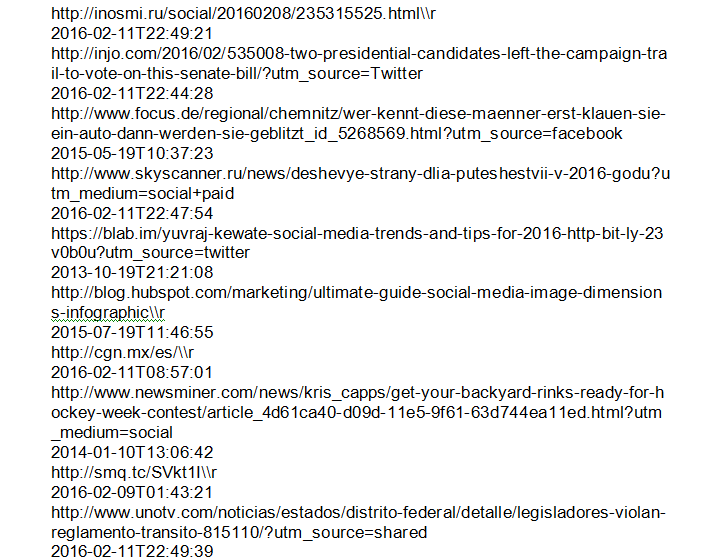 http://inosmi.ru/social/20160208/235315525.html\\r
2016-02-11T22:49:21
http://injo.com/2016/02/535008-two-presidential-candidates-left-the-campaign-tra
il-to-vote-on-this-senate-bill/?utm_source=Twitter
2016-02-11T22:44:28
http://www.focus.de/regional/chemnitz/wer-kennt-diese-maenner-erst-klauen-sie-
ein-auto-dann-werden-sie-geblitzt_id_5268569.html?utm_source=facebook
2015-05-19T10:37:23
http://www.skyscanner.ru/news/deshevye-strany-dlia-puteshestvii-v-2016-godu?u
tm_medium=social+paid
2016-02-11T22:47:54
https://blab.im/yuvraj-kewate-social-media-trends-and-tips-for-2016-http-bit-ly-23
v0b0u?utm_source=twitter
2013-10-19T21:21:08
http://blog.hubspot.com/marketing/ultimate-guide-social-media-image-dimension
s-infographic\\r
2015-07-19T11:46:55
http://cgn.mx/es/\\r
2016-02-11T08:57:01
http://www.newsminer.com/news/kris_capps/get-your-backyard-rinks-ready-for-h
ockey-week-contest/article_4d61ca40-d09d-11e5-9f61-63d744ea11ed.html?utm
_medium=social
2014-01-10T13:06:42
http://smq.tc/SVkt1I\\r
2016-02-09T01:43:21
http://www.unotv.com/noticias/estados/distrito-federal/detalle/legisladores-violan-
reglamento-transito-815110/?utm_source=shared
2016-02-11T22:49:39